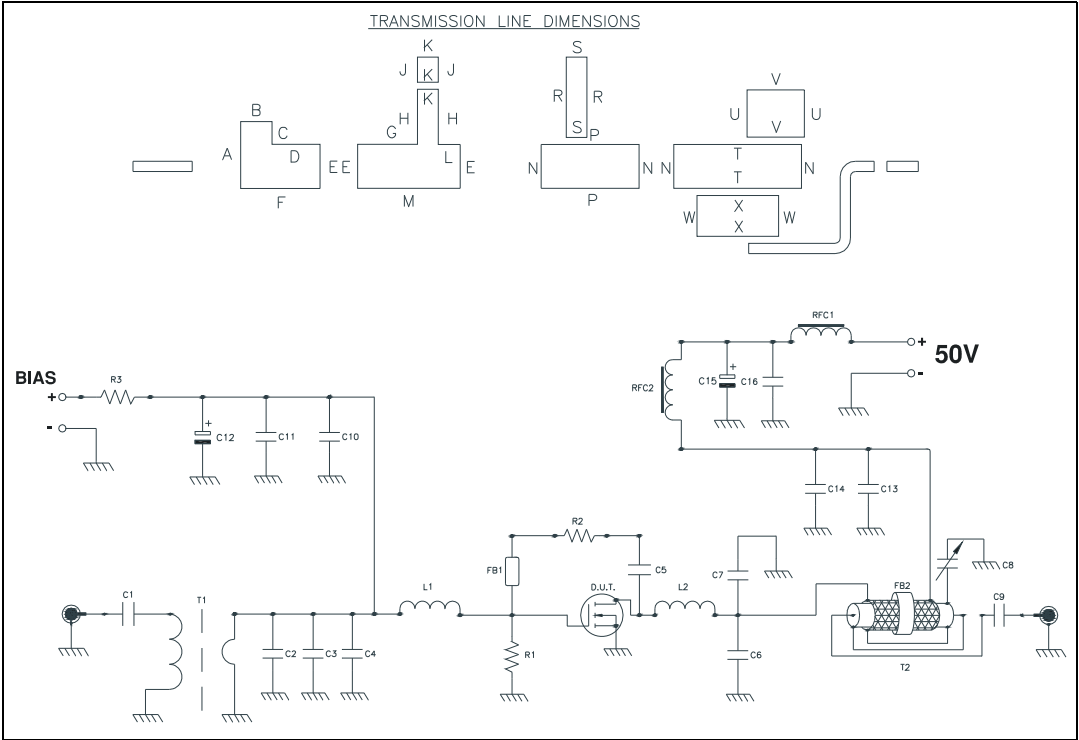 TRANSMISSION LINE DIMENSIONS
K
J K J
K
H H
G
L
B
C
A D
E E
F
M
E
S
R R
S
P
N N
P
V
U U
V
T
N N
T
X
W W
X
RFC1
+
50V
-
RFC2
C15
+
C16
BIAS
+
R3
-
+
C12
C11
C10
C14
C13
R2
FB1
C5
C7
C8
C1
T1
L1
D.U.T.
L2
FB2
C9
C2
C3
C4
R1
C6
T2